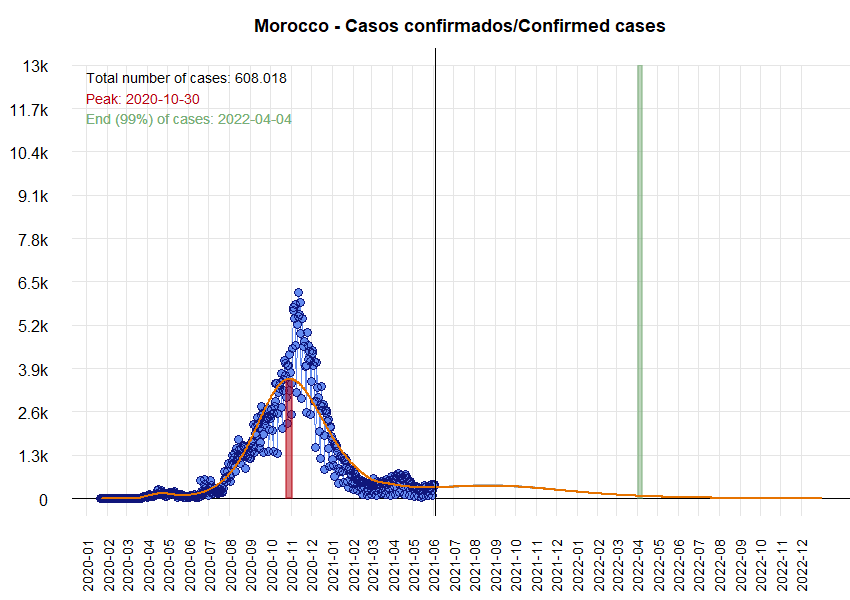 Morocco - Casos confirmados/Confirmed cases
13k
11.7k
10.4k
9.1k
7.8k
6.5k
5.2k
3.9k
2.6k
1.3k
0
Total number of cases: 608.018
Peak: 2020-10-30
End (99%) of cases: 2022-04-04
2020-01
2020-02
2020-03
2020-04
2020-05
2020-06
2020-07
2020-08
2020-09
2020-10
2020-11
2020-12
2021-01
2021-02
2021-03
2021-04
2021-05
2021-06
2021-07
2021-08
2021-09
2021-10
2021-11
2021-12
2022-01
2022-02
2022-03
2022-04
2022-05
2022-06
2022-07
2022-08
2022-09
2022-10
2022-11
2022-12